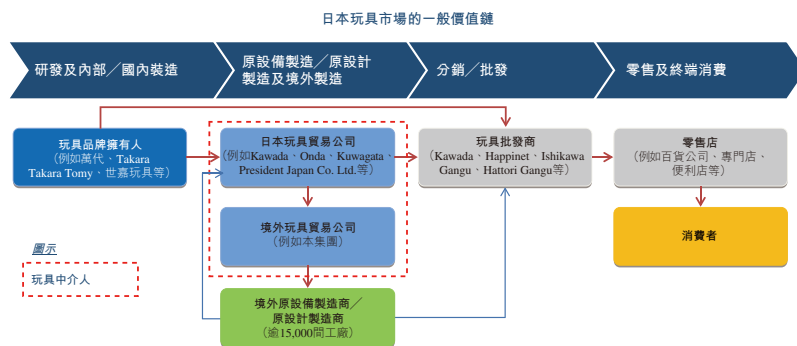 日本玩具市場的一般價值鏈
研發及內部／國內裝造
原設備製造／原設計
製造及境外製造
分銷／批發
零售及終端消費
玩具品牌擁有人
(例如萬代、Takara
Takara Tomy、世嘉玩具等)
日本玩具貿易公司
(例如Kawada、Onda、Kuwagata、
President Japan Co. Ltd.等)
玩具批發商
(Kawada、Happinet、Ishikawa
Gangu、Hattori Gangu等)
零售店
(例如百貨公司、專門店、
便利店等)
境外玩具貿易公司
(例如本集團)
消費者
圖示
玩具中介人
境外原設備製造商／
原設計製造商
(逾15,000間工廠)